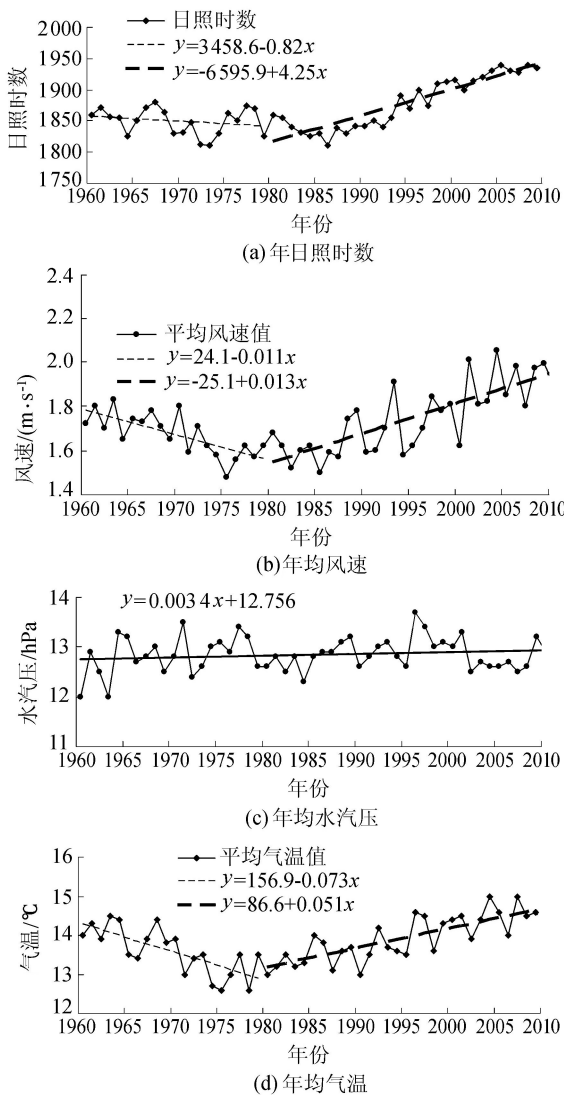 2000
1950
1900
1850
1800
1750
日照时数
日照时数
y=3458.6-0.82x
y=-6595.9+4.25x
1960 1965 1970 1975 1980 1985 1990 1995 2000 2005 2010
年份
(a) 年日照时数
2.4
2.2
2.0
1.8
1.6
1.4
风速/(m·s⁻¹)
平均风速值
y=24.1-0.011x
y=-25.1+0.013x
1960 1965 1970 1975 1980 1985 1990 1995 2000 2005 2010
年份
(b) 年均风速
14
13
12
11
水汽压/hPa
y=0.0034x+12.756
1960 1965 1970 1975 1980 1985 1990 1995 2000 2005 2010
年份
(c) 年均水汽压
16
15
14
13
12
气温/℃
平均气温值
y=156.9-0.073x
y=86.6+0.051x
1960 1965 1970 1975 1980 1985 1990 1995 2000 2005 2010
年份
(d) 年均气温